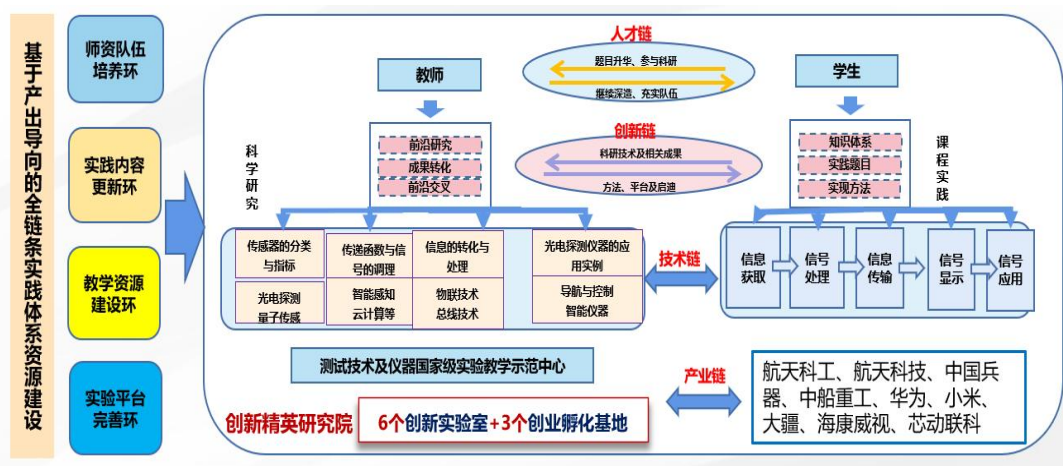 基于产出导向的全链条实践体系资源建设
师资队伍
培养环
实践内容
更新环
教学资源
建设环
实验平台
完善环
人才链
题目升华、参与科研
继续深造、充实队伍
教师
学生
创新链
科研技术及相关成果
方法、平台及启迪
科学研究
前沿研究
成果转化
前沿交叉
知识体系
实践题目
实现方法
课程实践
传感器的分类
与指标
传递函数与信
号的调理
信息的转化与
处理
光电探测仪器的应
用实例
光电探测
量子传感
智能感知
云计算等
物联技术
总线技术
导航与控制
智能仪器
技术链
信息
获取
信号
处理
信息
传输
信号
显示
信号
应用
测试技术及仪器国家级实验教学示范中心
创新精英研究院
6个创新实验室+3个创业孵化基地
产业链
航天科工、航天科技、中国兵
器、中船重工、华为、小米、
大疆、海康威视、芯动联科